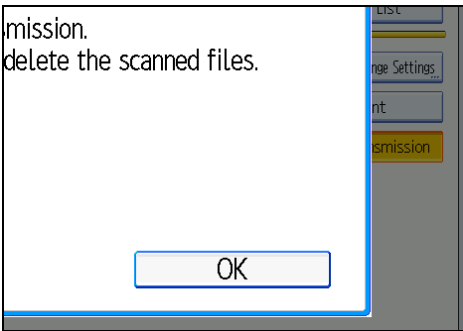 mission.
delete the scanned files.
OK
List
nge Settings
nt
smission